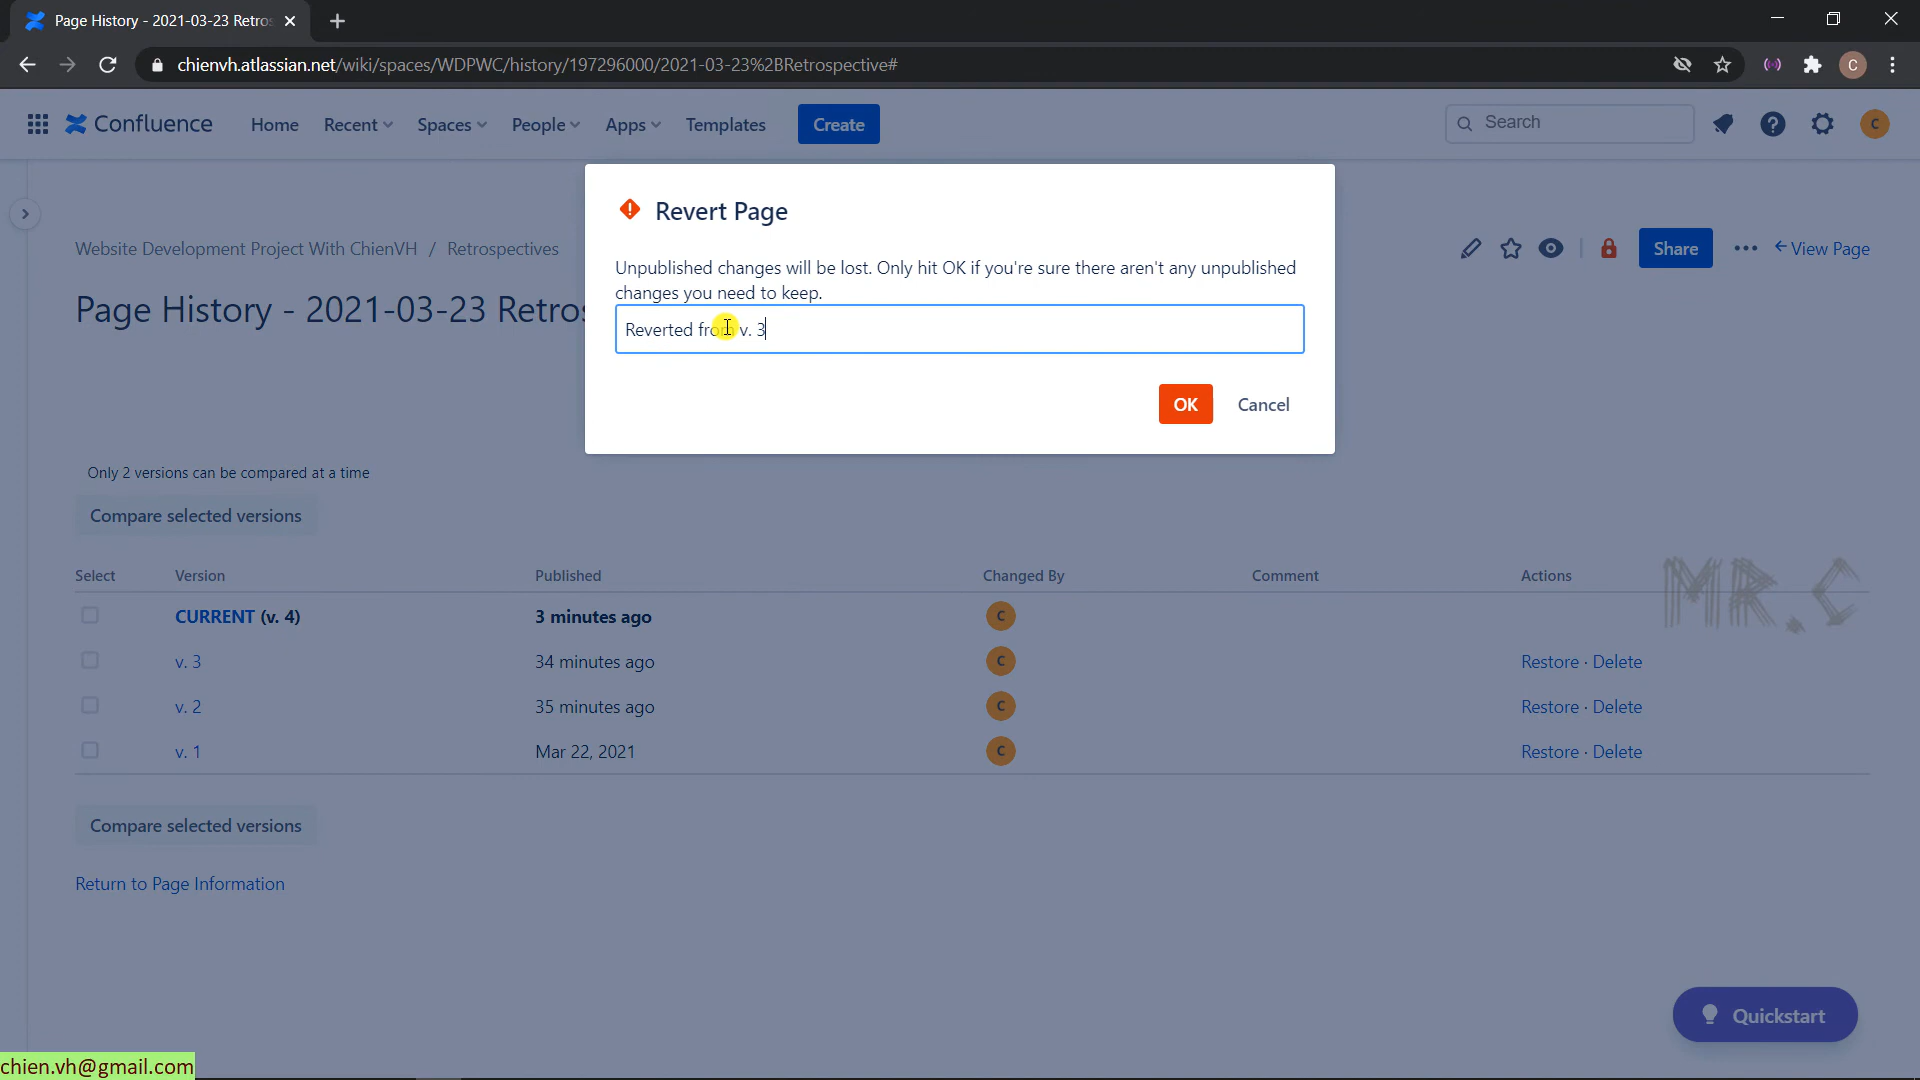 Page History - 2021-03-23 Retros
chienvh.atlassian.net/wiki/spaces/WDPWC/history/197296000/2021-03-23%2BRetrospective#
C
Confluence
Home
Recent
Spaces
People
Apps
Templates
Create
Search
C
Revert Page
Unpublished changes will be lost. Only hit OK if you're sure there aren't any unpublished
changes you need to keep.
Reverted from v. 3
OK
Cancel
Website Development Project With ChienVH / Retrospectives
Share
View Page
Page History - 2021-03-23 Retros
Only 2 versions can be compared at a time
Compare selected versions
Select Version Published Changed By Comment Actions
CURRENT (v. 4) 3 minutes ago C
v. 3 34 minutes ago C Restore · Delete
v. 2 35 minutes ago C Restore · Delete
v. 1 Mar 22, 2021 C Restore · Delete
MR.C
Compare selected versions
Return to Page Information
Quickstart
chien.vh@gmail.com